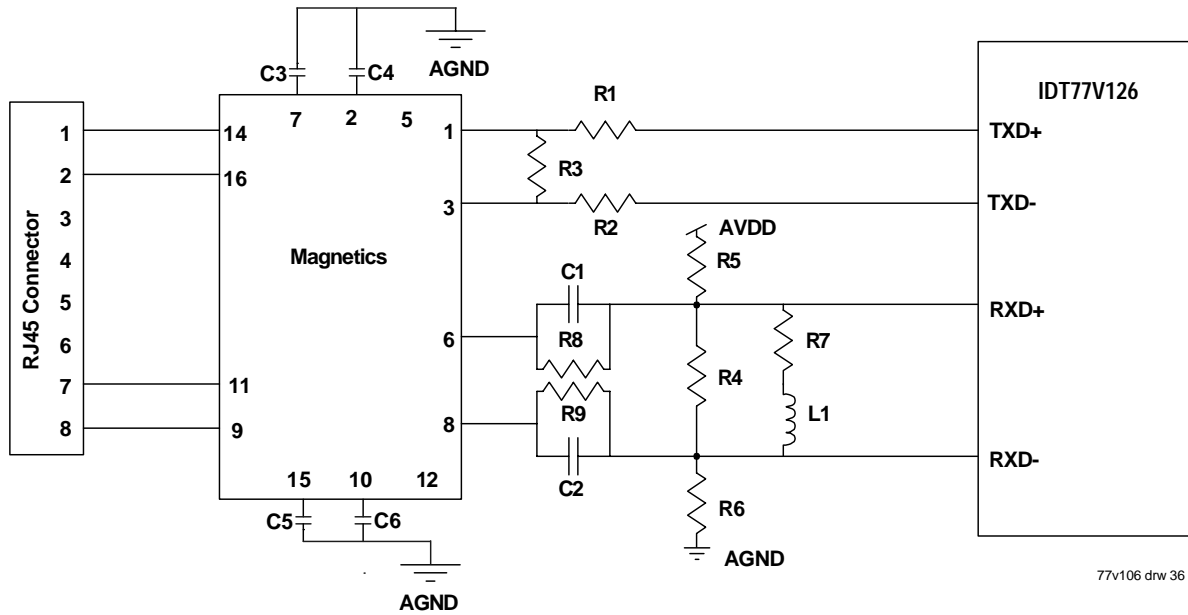 C3
C4
AGND
7
2
5
R1
IDT77V126
1
14
1
TXD+
R3
2
16
3
TXD-
R2
AVDD
3
4
Magnetics
C1
R5
RJ45 Connector
5
RXD+
6
6
R8
R7
R4
7
11
R9
L1
8
9
8
RXD-
15
10
12
C2
C5
C6
R6
AGND
AGND
77v106 drw 36